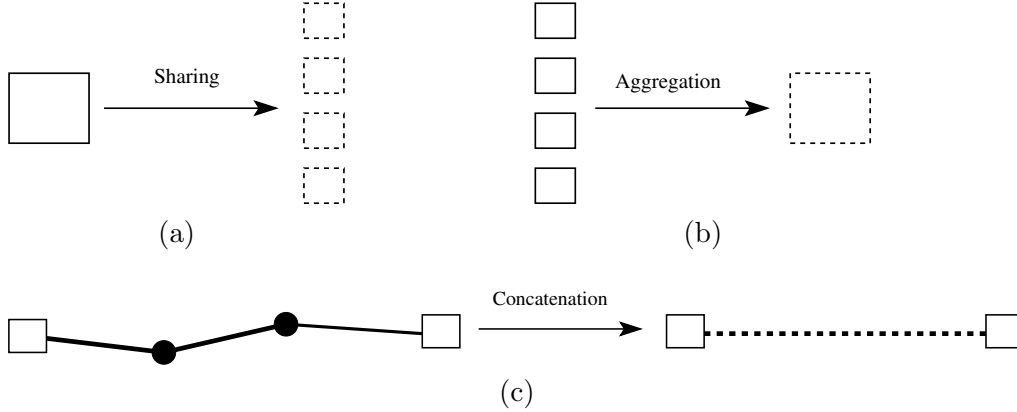 Sharing
Aggregation
(a)
(b)
Concatenation
(c)